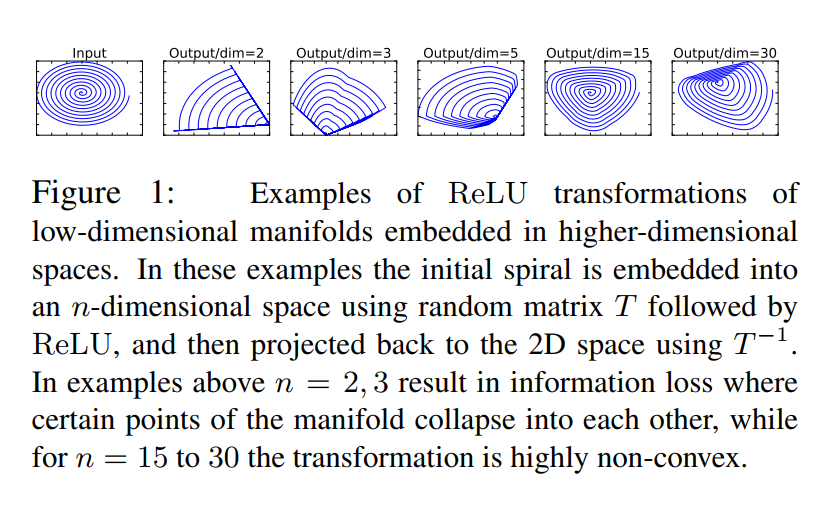 Input Output/dim=2 Output/dim=3 Output/dim=5 Output/dim=15 Output/dim=30
Figure 1: Examples of ReLU transformations of
low-dimensional manifolds embedded in higher-dimensional
spaces. In these examples the initial spiral is embedded into
an n-dimensional space using random matrix T followed by
ReLU, and then projected back to the 2D space using T⁻¹.
In examples above n = 2, 3 result in information loss where
certain points of the manifold collapse into each other, while
for n = 15 to 30 the transformation is highly non-convex.